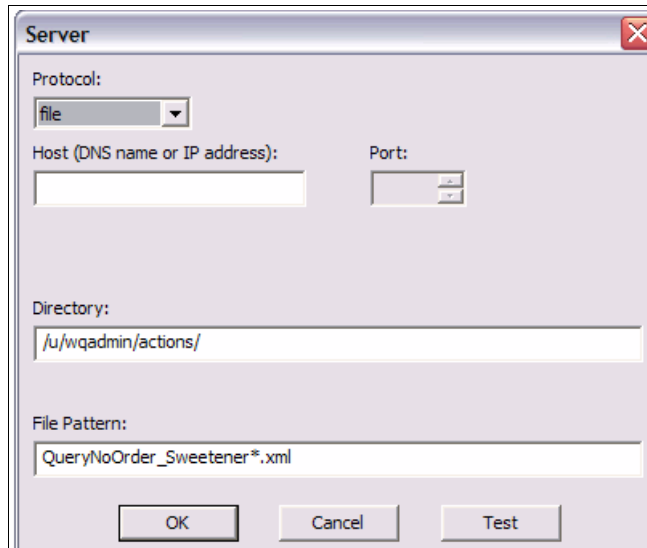 Server
Protocol:
file
Host (DNS name or IP address): Port:
Directory:
/u/wqadmin/actions/
File Pattern:
QueryNoOrder_Sweetener*.xml
OK Cancel Test